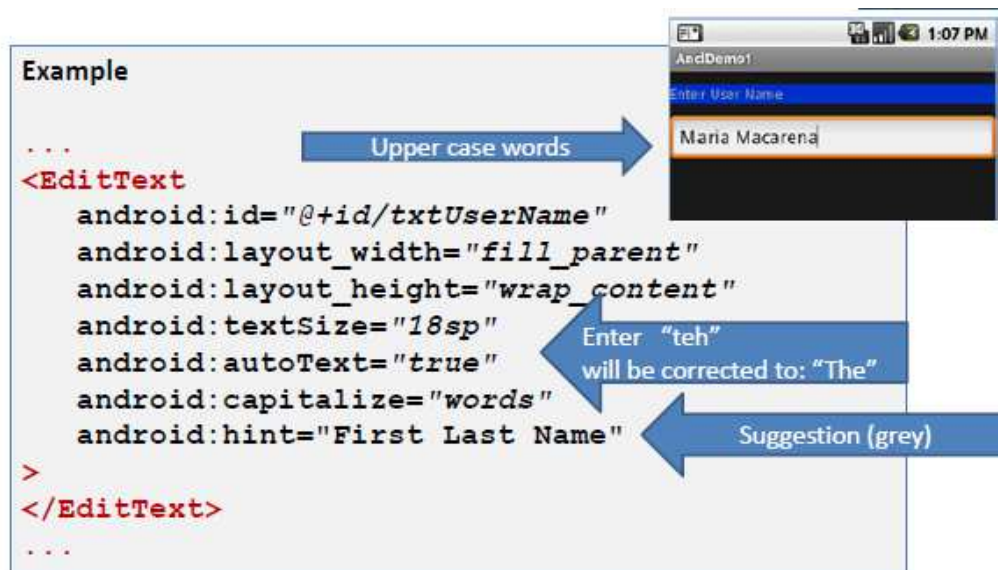 1:07 PM
AndDemo1
Enter User Name
Maria Macarena
Example
Upper case words
...
<EditText
android:id="@+id/txtUserName"
android:layout_width="fill_parent"
android:layout_height="wrap_content"
android:textSize="18sp"
android:autoText="true"
android:capitalize="words"
android:hint="First Last Name"
>
</EditText>
...
Enter “teh”
will be corrected to: “The”
Suggestion (grey)